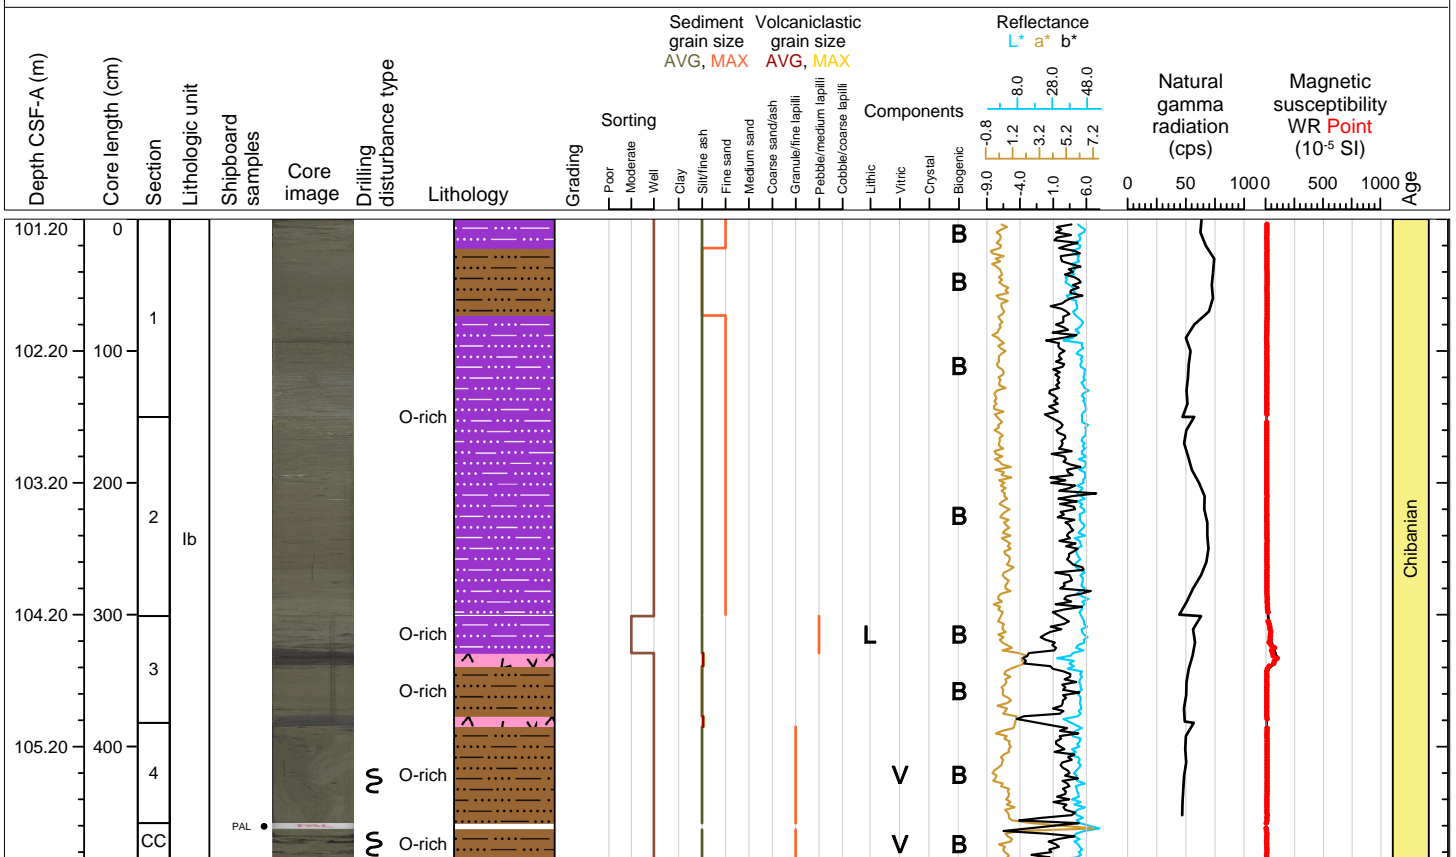 Depth CSF-A (m)
Core length (cm)
Section
Lithologic unit
Shipboard
samples
Core
image
Drilling
disturbance type
Lithology
Grading
Sorting
Poor
Moderate
Well
Sediment
grain size
AVG, MAX
Volcaniclastic
grain size
AVG, MAX
Clay
Silt/fine ash
Fine sand
Medium sand
Coarse sand/ash
Granule/fine lapilli
Pebble/medium lapilli
Cobble/coarse lapilli
Components
Lithic
Vitric
Crystal
Biogenic
Reflectance
L* a* b*
8.0 28.0 48.0
-0.8 1.2 3.2 5.2 7.2
-9.0 -4.0 1.0 6.0
Natural
gamma
radiation
(cps)
0 50 100
Magnetic
susceptibility
WR Point
(10-5 SI)
0 500 1000
0
Age
101.20 0
B
B
1
102.20 100
B
O-rich
103.20 200
2
B
Ib
Chibanian
104.20 300
O-rich L B
3
O-rich B
105.20 400
4
O-rich V B
PAL
PAL
CC
O-rich V B